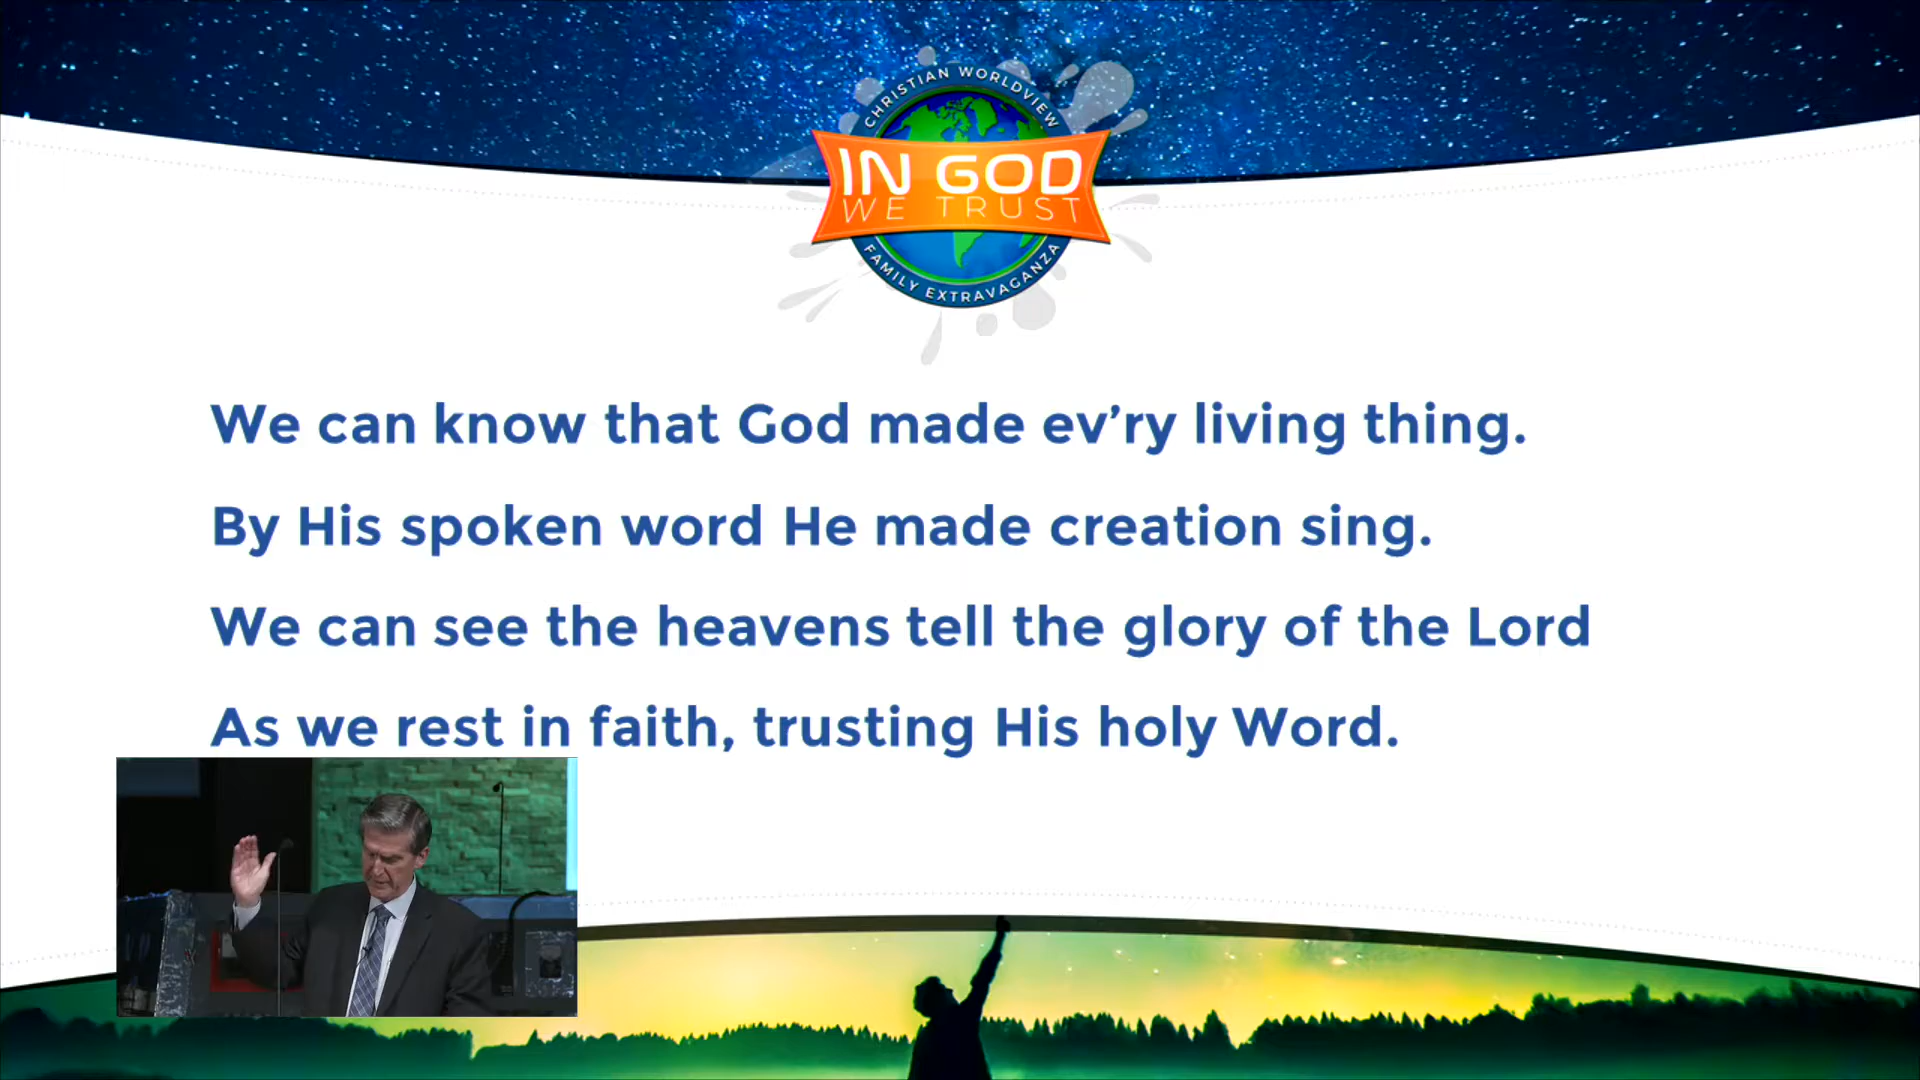 CHRISTIAN WORLDVIEW
IN GOD
WE TRUST
FAMILY EXTRAVAGANZA
We can know that God made ev’ry living thing.
By His spoken word He made creation sing.
We can see the heavens tell the glory of the Lord
As we rest in faith, trusting His holy Word.